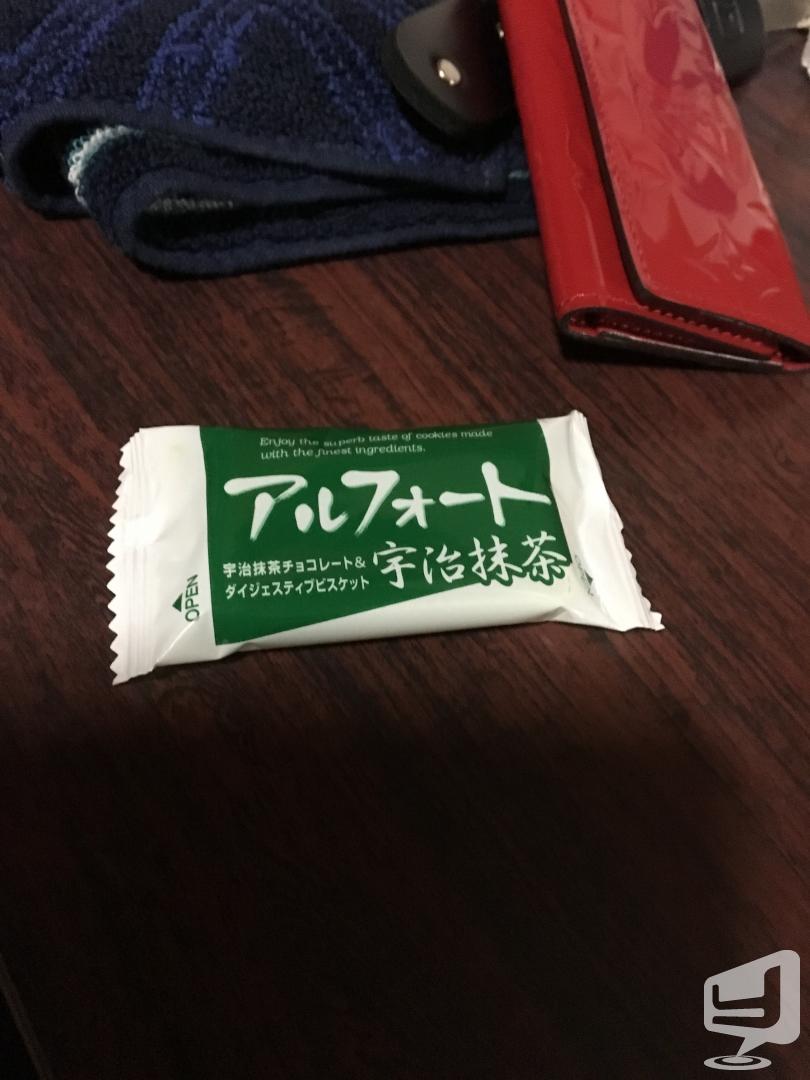 Enjoy the superb taste of cookies made
with the finest ingredients.
アルフォート
宇治抹茶チョコレート&
ダイジェスティブビスケット
宇治抹茶
OPEN